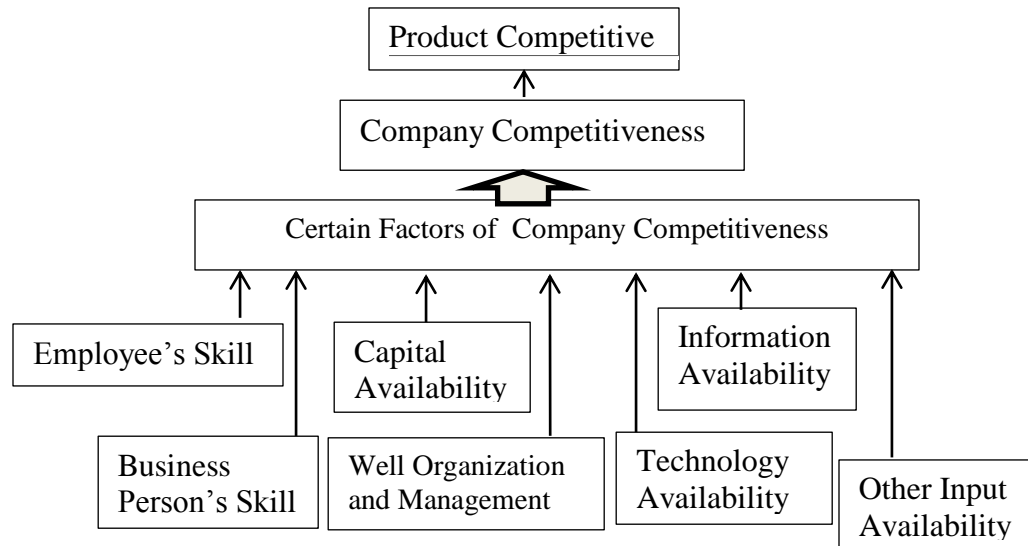 Product Competitive
Company Competitiveness
Certain Factors of Company Competitiveness
Employee’s Skill
Capital
Availability
Information
Availability
Business
Person’s Skill
Well Organization
and Management
Technology
Availability
Other Input
Availability